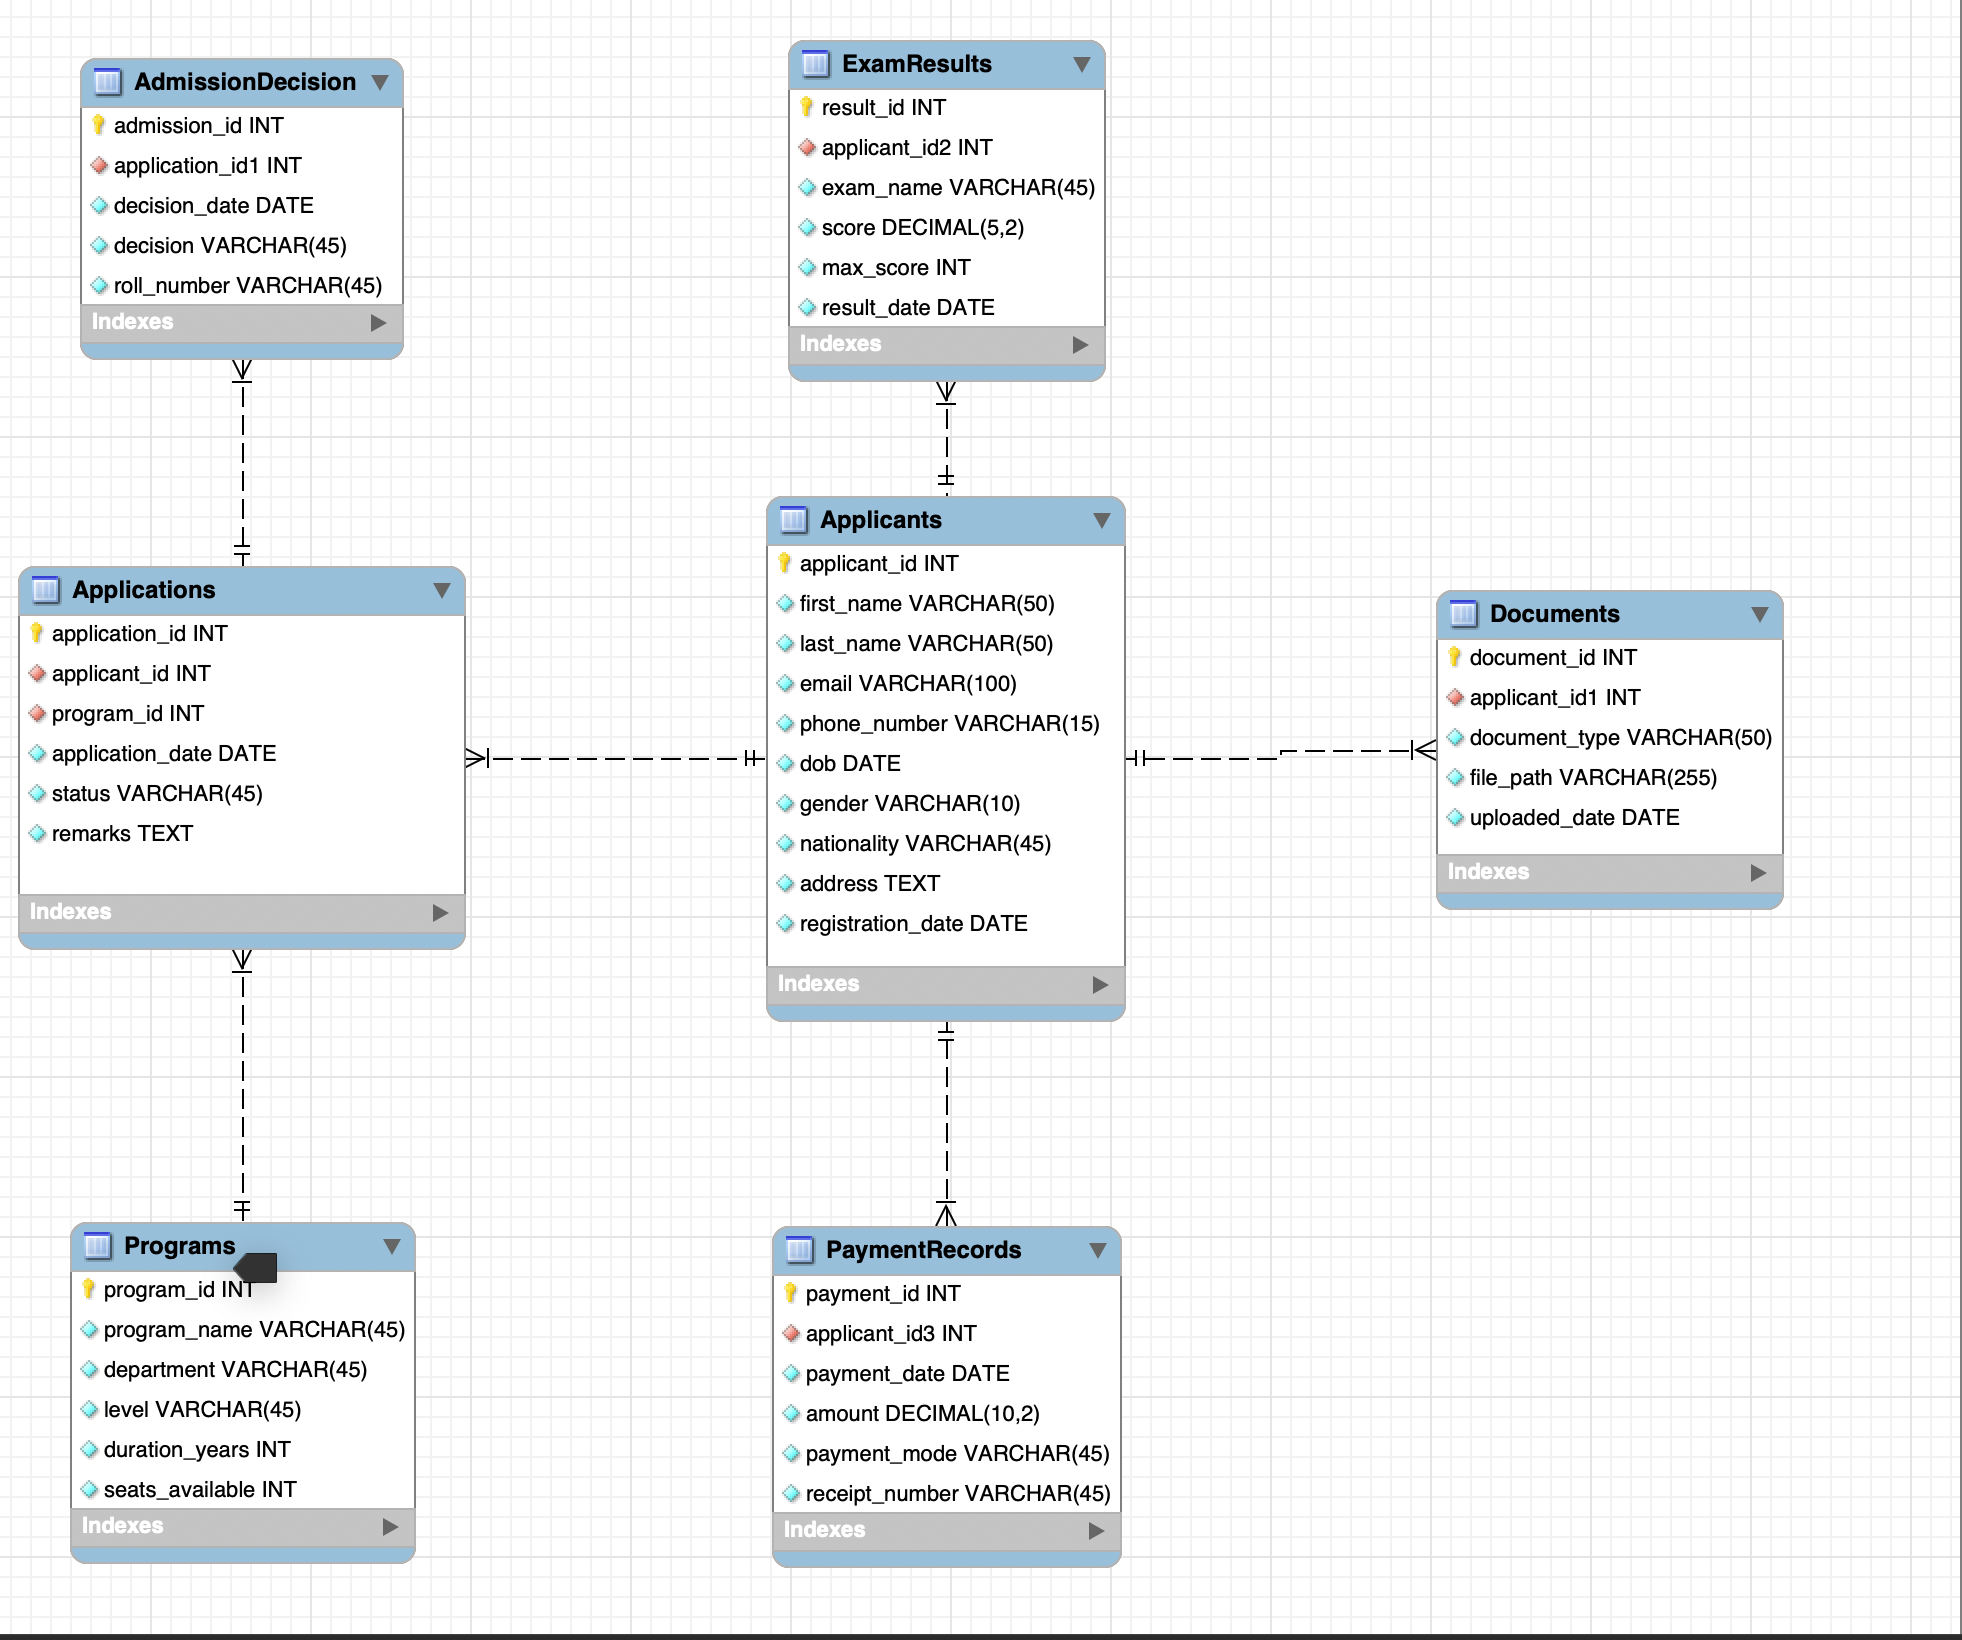 AdmissionDecision
admission_id INT
application_id1 INT
decision_date DATE
decision VARCHAR(45)
roll_number VARCHAR(45)
Indexes
ExamResults
result_id INT
applicant_id2 INT
exam_name VARCHAR(45)
score DECIMAL(5,2)
max_score INT
result_date DATE
Indexes
Applications
application_id INT
applicant_id INT
program_id INT
application_date DATE
status VARCHAR(45)
remarks TEXT
Indexes
Applicants
applicant_id INT
first_name VARCHAR(50)
last_name VARCHAR(50)
email VARCHAR(100)
phone_number VARCHAR(15)
dob DATE
gender VARCHAR(10)
nationality VARCHAR(45)
address TEXT
registration_date DATE
Indexes
Documents
document_id INT
applicant_id1 INT
document_type VARCHAR(50)
file_path VARCHAR(255)
uploaded_date DATE
Indexes
Programs
program_id INT
program_name VARCHAR(45)
department VARCHAR(45)
level VARCHAR(45)
duration_years INT
seats_available INT
Indexes
PaymentRecords
payment_id INT
applicant_id3 INT
payment_date DATE
amount DECIMAL(10,2)
payment_mode VARCHAR(45)
receipt_number VARCHAR(45)
Indexes